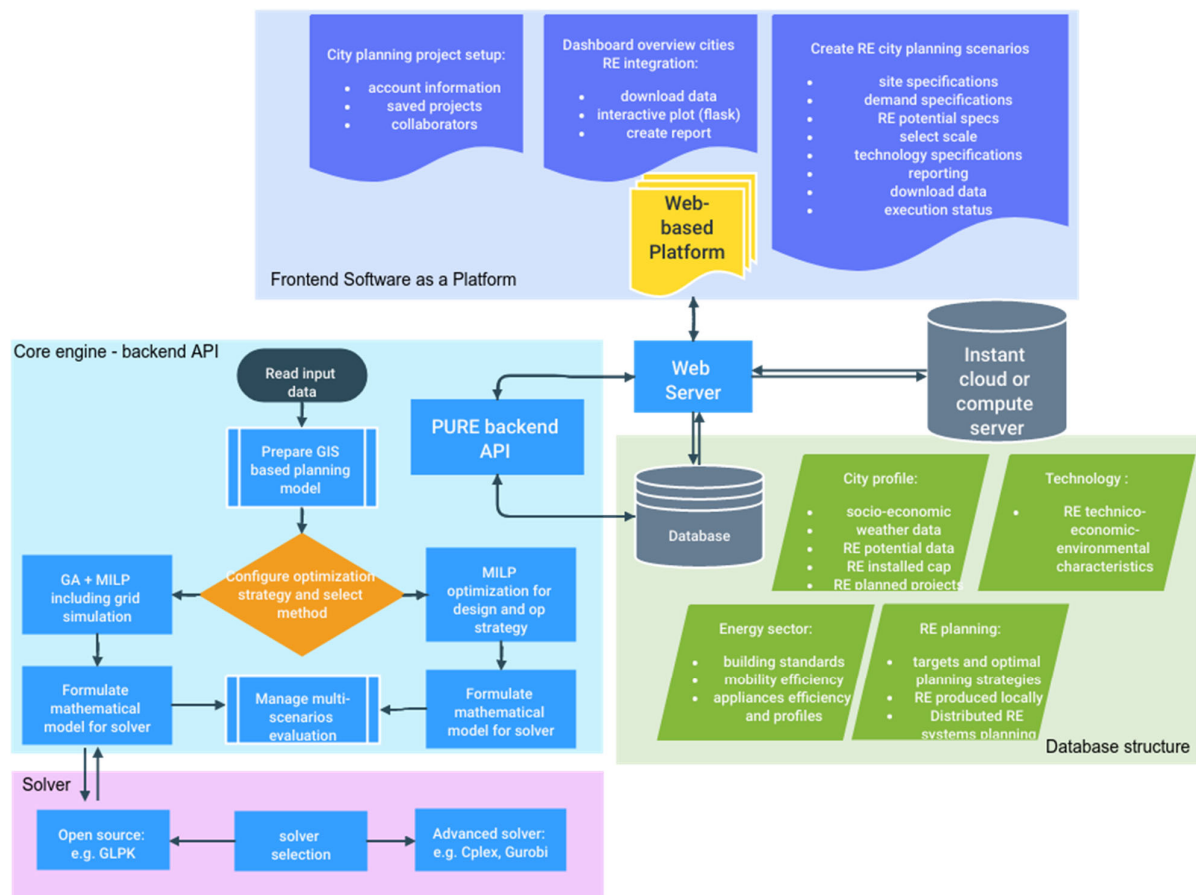 City planning project setup:
• account information
• saved projects
• collaborators
Dashboard overview cities
RE integration:
• download data
• interactive plot (flask)
• create report
Create RE city planning scenarios
• site specifications
• demand specifications
• RE potential specs
• select scale
• technology specifications
• reporting
• download data
• execution status
Web-
based
Platform
Frontend Software as a Platform
Core engine - backend API
Read input
data
Prepare GIS
based planning
model
Configure optimization
strategy and select
method
GA + MILP
including grid
simulation
MILP
optimization for
design and op
strategy
Formulate
mathematical
model for solver
Manage multi-
scenarios
evaluation
Formulate
mathematical
model for solver
PURE backend
API
Web
Server
Instant
cloud or
compute
server
Database
City profile:
• socio-economic
• weather data
• RE potential data
• RE installed cap
• RE planned projects
Technology :
• RE technico-
economic-
environmental
characteristics
Energy sector:
• building standards
• mobility efficiency
• appliances efficiency
and profiles
RE planning:
• targets and optimal
planning strategies
• RE produced locally
• Distributed RE
systems planning
Database structure
Solver
Open source:
e.g. GLPK
solver
selection
Advanced solver:
e.g. Cplex, Gurobi